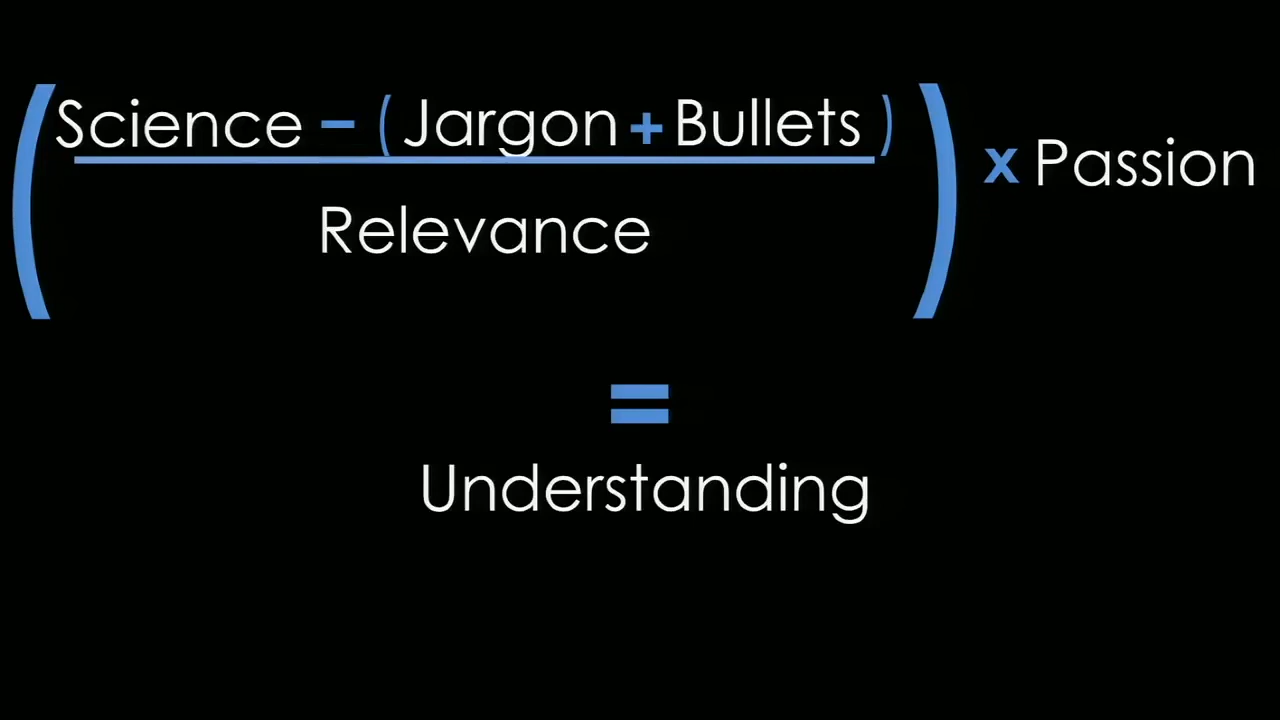 (Science - (Jargon + Bullets)) x Passion
Relevance
=
Understanding